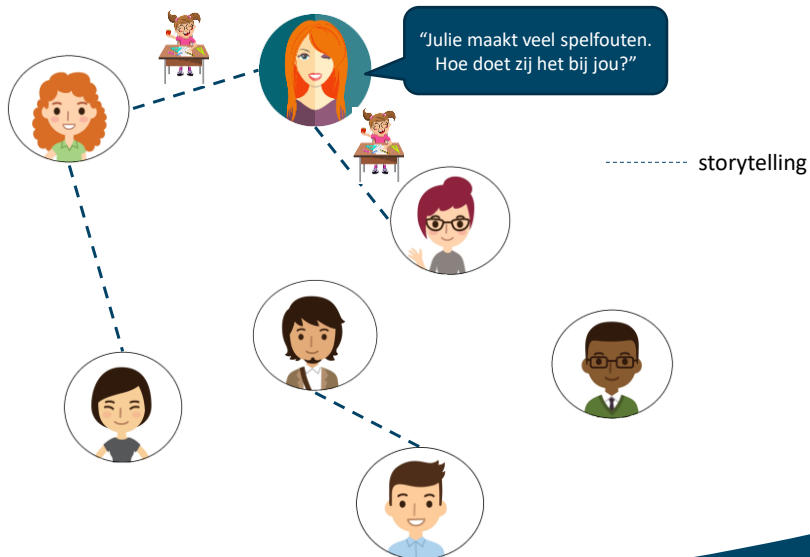 “Julie maakt veel spelfouten.
Hoe doet zij het bij jou?”
storytelling